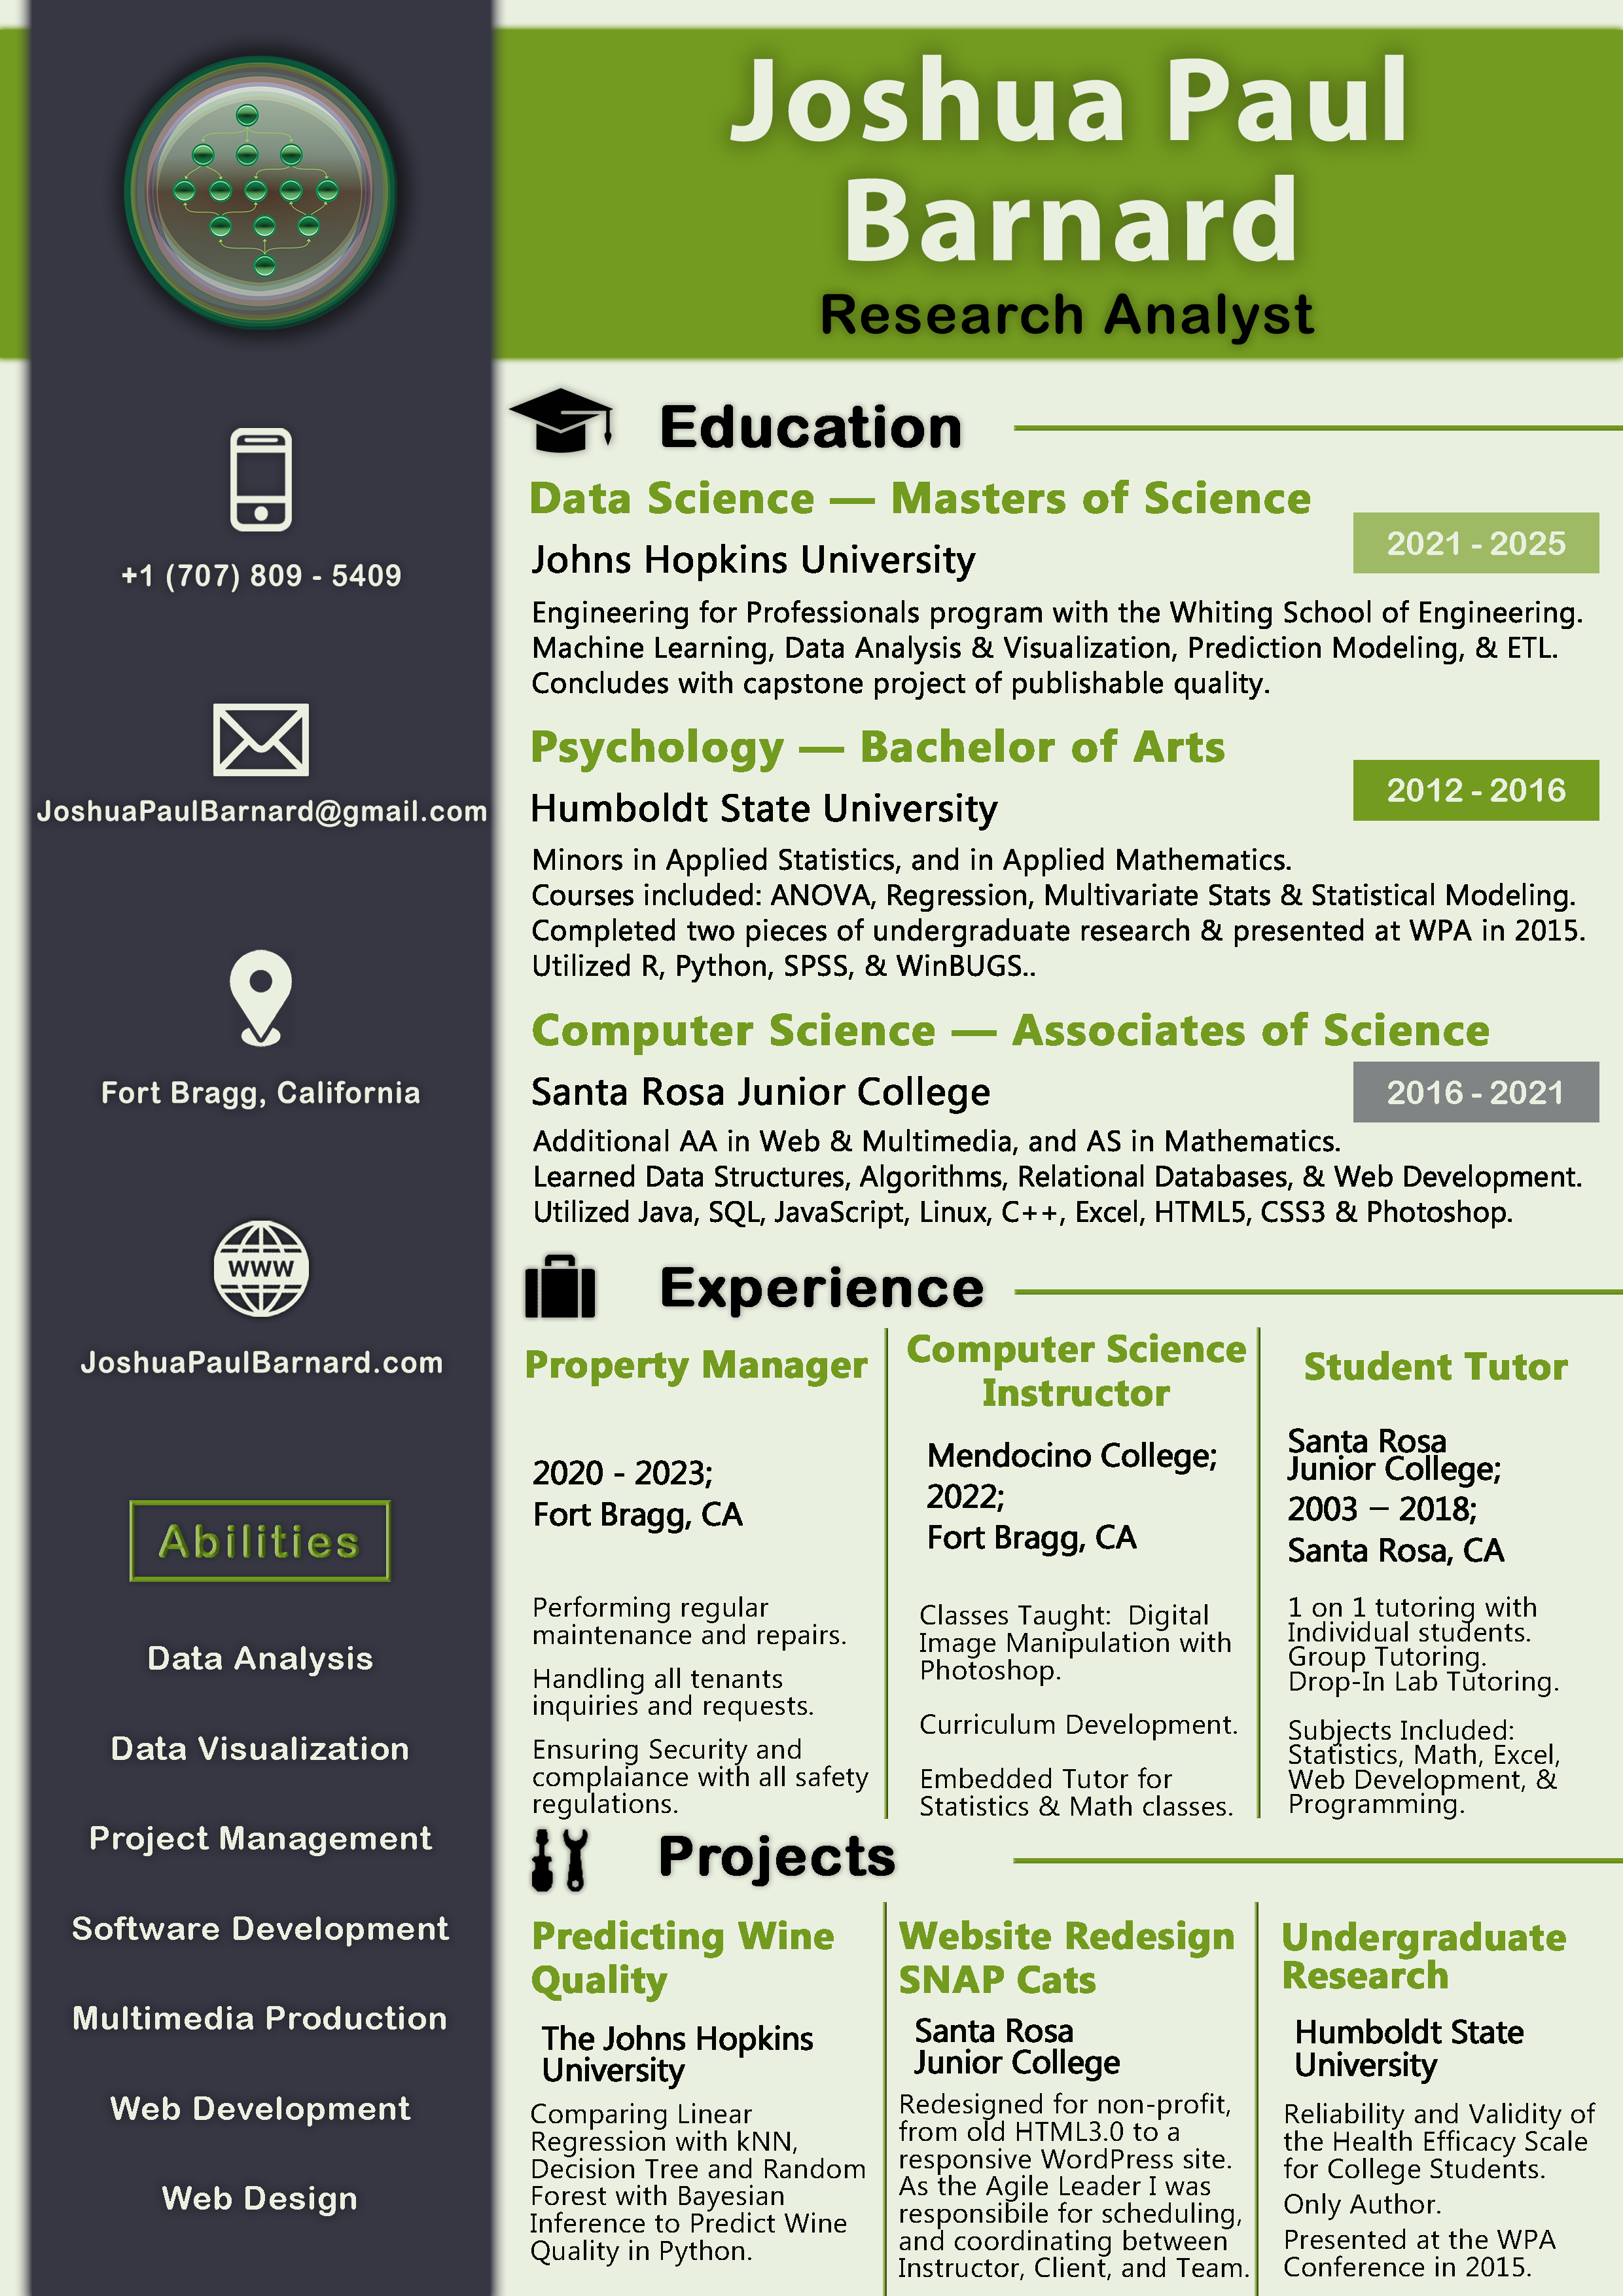 Joshua Paul
Barnard
Research Analyst
+1 (707) 809 - 5409
JoshuaPaulBarnard@gmail.com
Fort Bragg, California
WWW
JoshuaPaulBarnard.com
Abilities
Data Analysis
Data Visualization
Project Management
Software Development
Multimedia Production
Web Development
Web Design
Education
Data Science — Masters of Science
2021 - 2025
Johns Hopkins University
Engineering for Professionals program with the Whiting School of Engineering.
Machine Learning, Data Analysis & Visualization, Prediction Modeling, & ETL.
Concludes with capstone project of publishable quality.
Psychology — Bachelor of Arts
2012 - 2016
Humboldt State University
Minors in Applied Statistics, and in Applied Mathematics.
Courses included: ANOVA, Regression, Multivariate Stats & Statistical Modeling.
Completed two pieces of undergraduate research & presented at WPA in 2015.
Utilized R, Python, SPSS, & WinBUGS..
Computer Science — Associates of Science
Santa Rosa Junior College
2016 - 2021
Additional AA in Web & Multimedia, and AS in Mathematics.
Learned Data Structures, Algorithms, Relational Databases, & Web Development.
Utilized Java, SQL, JavaScript, Linux, C++, Excel, HTML5, CSS3 & Photoshop.
Experience
Property Manager
2020 - 2023;
Fort Bragg, CA
Performing regular
maintenance and repairs.
Handling all tenants
inquiries and requests.
Ensuring Security and
complaiance with all safety
regulations.
Computer Science
Instructor
Mendocino College;
2022;
Fort Bragg, CA
Classes Taught:  Digital
Image Manipulation with
Photoshop.
Curriculum Development.
Embedded Tutor for
Statistics & Math classes.
Student Tutor
Santa Rosa
Junior College;
2003 – 2018;
Santa Rosa, CA
1 on 1 tutoring with
Individual students.
Group Tutoring.
Drop-In Lab Tutoring.
Subjects Included:
Statistics, Math, Excel,
Web Development, &
Programming.
Projects
Predicting Wine
Quality
The Johns Hopkins
University
Comparing Linear
Regression with kNN,
Decision Tree and Random
Forest with Bayesian
Inference to Predict Wine
Quality in Python.
Website Redesign
SNAP Cats
Santa Rosa
Junior College
Redesigned for non-profit,
from old HTML3.0 to a
responsive WordPress site.
As the Agile Leader I was
responsibile for scheduling,
and coordinating between
Instructor, Client, and Team.
Undergraduate
Research
Humboldt State
University
Reliability and Validity of
the Health Efficacy Scale
for College Students.
Only Author.
Presented at the WPA
Conference in 2015.